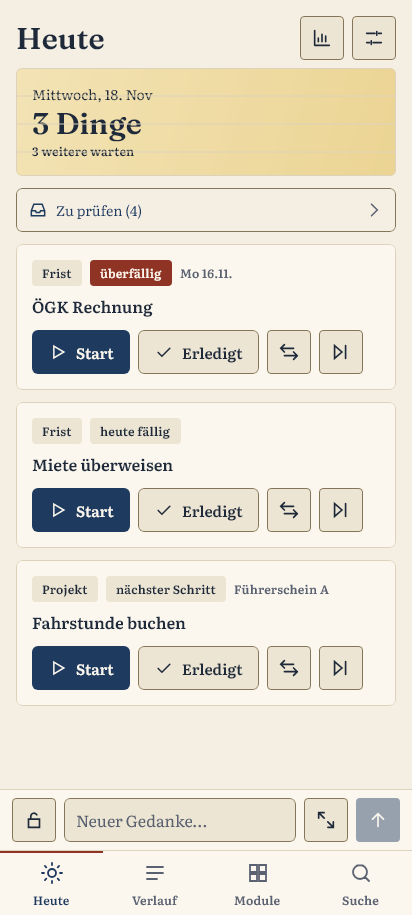 Heute
Mittwoch, 18. Nov
3 Dinge
3 weitere warten
Zu prüfen (4)
Frist überfällig Mo 16.11.
ÖGK Rechnung
Start Erledigt
Frist heute fällig
Miete überweisen
Start Erledigt
Projekt nächster Schritt Führerschein A
Fahrstunde buchen
Start Erledigt
Neuer Gedanke...
Heute Verlauf Module Suche